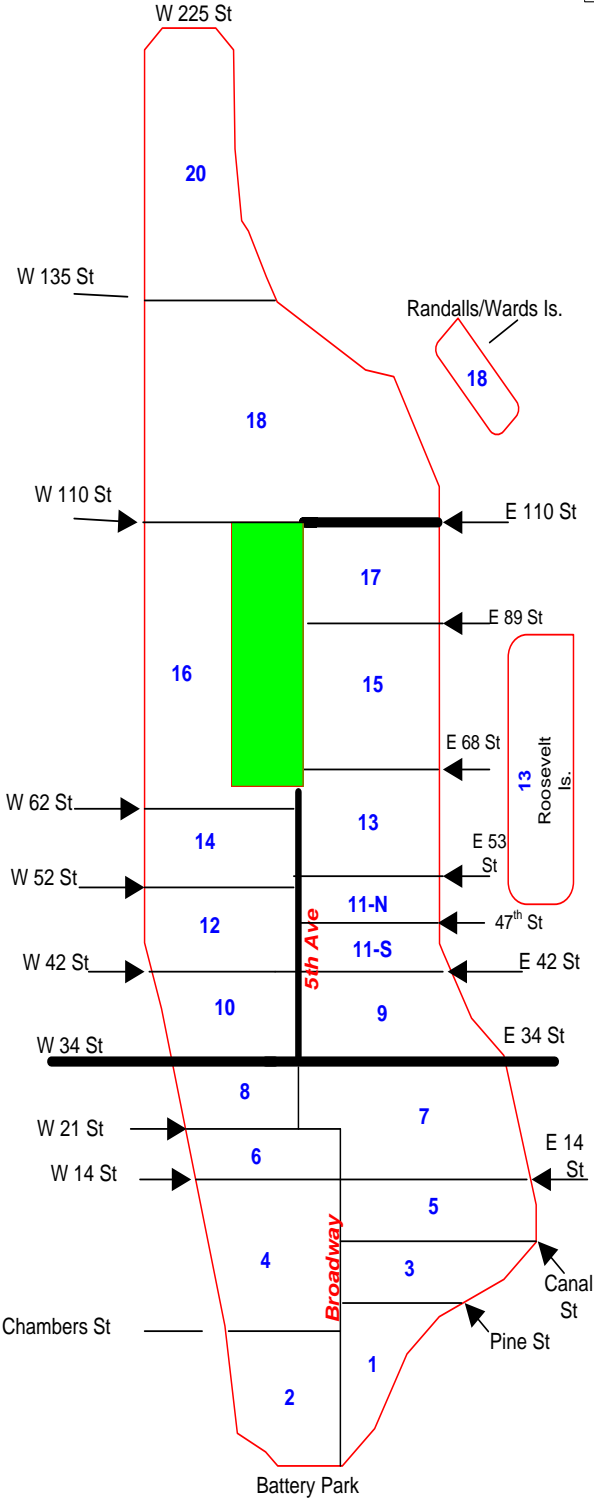 W 225 St
20
W 135 St
Randalls/Wards Is.
18
18
W 110 St
E 110 St
17
E 89 St
16
15
13
Roosevelt
Is.
E 68 St
W 62 St
13
14
E 53
St
W 52 St
11-N
12
47th St
5th Ave
11-S
W 42 St
E 42 St
10
9
W 34 St
E 34 St
8
7
W 21 St
6
E 14
St
W 14 St
5
Broadway
4
3
Canal
St
Chambers St
Pine St
1
2
Battery Park